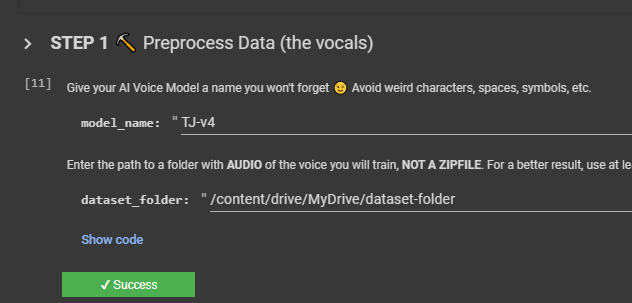 STEP 1 ⛏️ Preprocess Data (the vocals)
[11] Give your AI Voice Model a name you won't forget 😉 Avoid weird characters, spaces, symbols, etc.
model_name: " TJ-v4
Enter the path to a folder with AUDIO of the voice you will train, NOT A ZIPFILE. For a better result, use at lea
dataset_folder: " /content/drive/MyDrive/dataset-folder
Show code
✓ Success